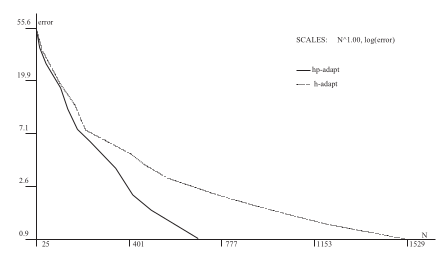 55.6 error
SCALES: N^1.00, log(error)
hp-adapt
19.9
h-adapt
7.1
2.6
0.9
N
25 401 777 1153 1529